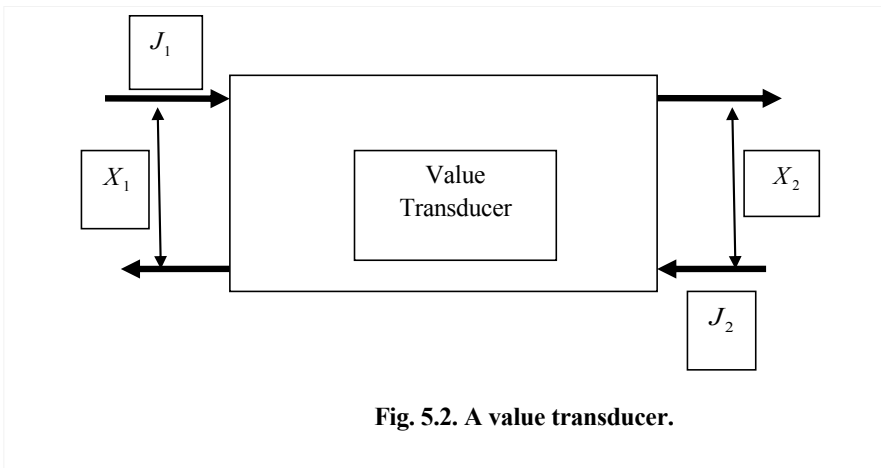 J₁
X₁
Value
Transducer
X₂
J₂
Fig. 5.2. A value transducer.